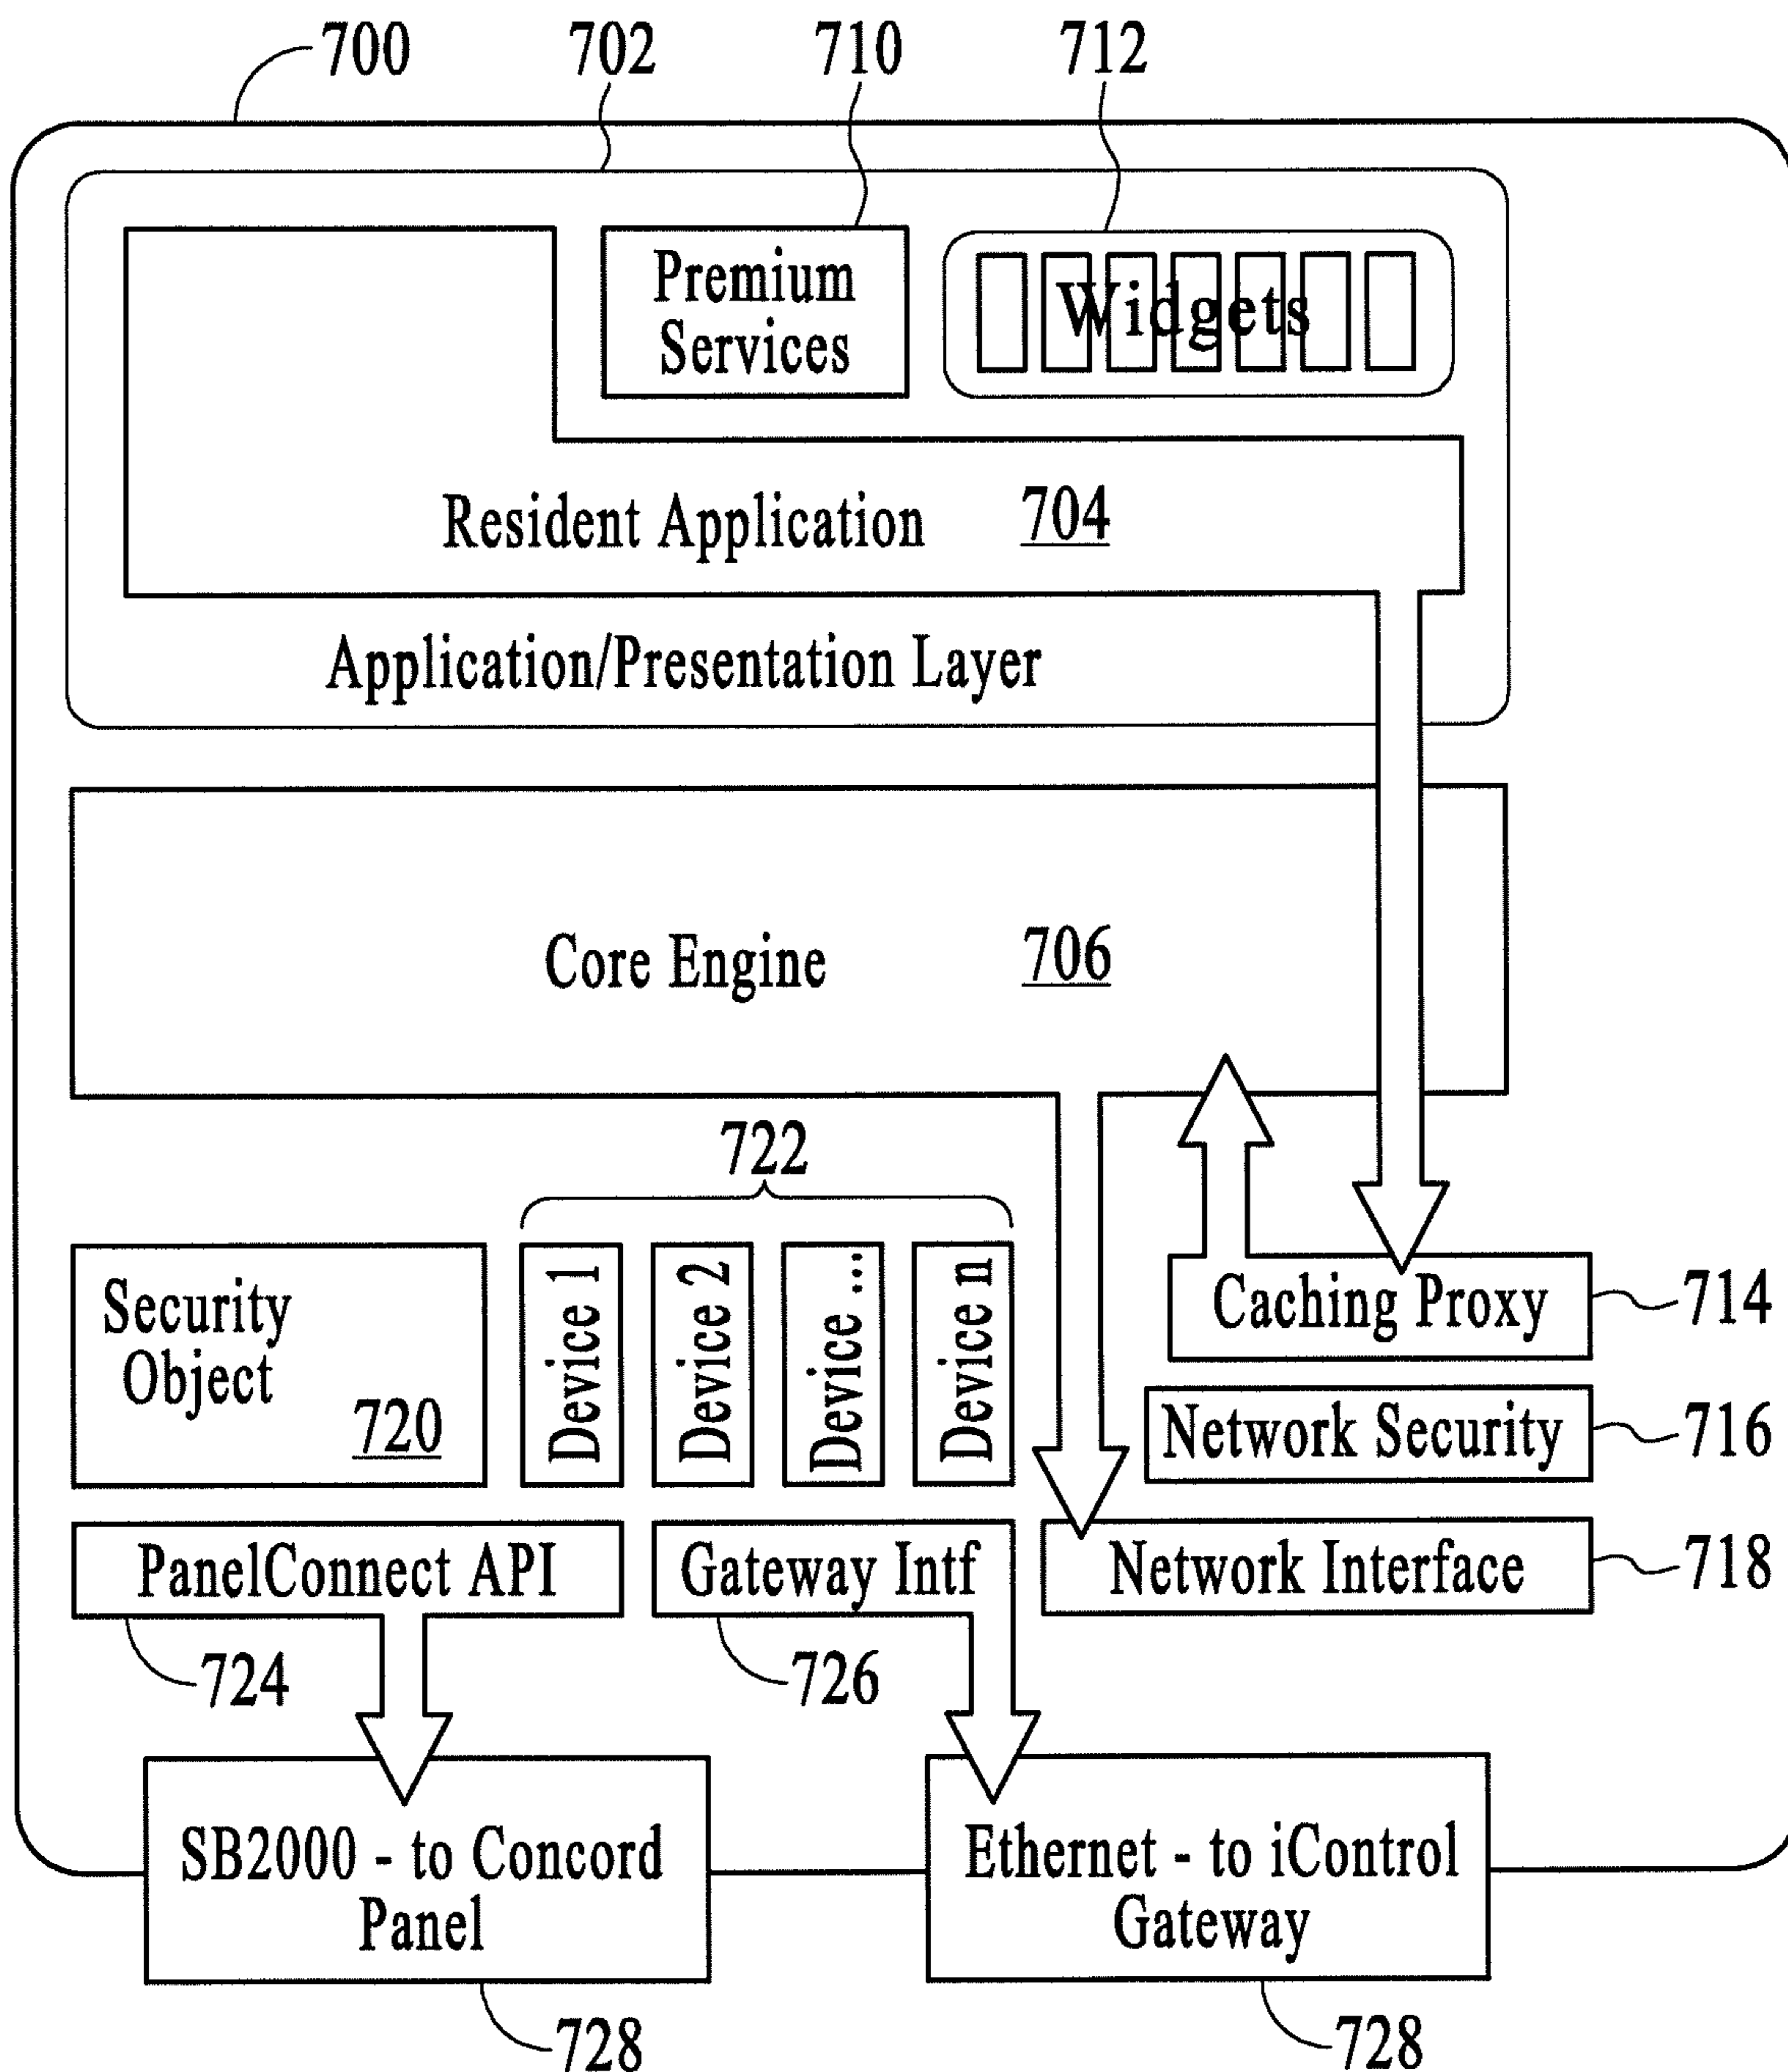 700
702
710
712
Premium
Services
Widgets
Resident Application 704
Application/Presentation Layer
Core Engine 706
722
Security
Object
720
Device 1
Device 2
Device ...
Device n
Caching Proxy
714
Network Security
716
PanelConnect API
Gateway Intf
Network Interface
718
724
726
SB2000 - to Concord
Panel
Ethernet - to iControl
Gateway
728
728